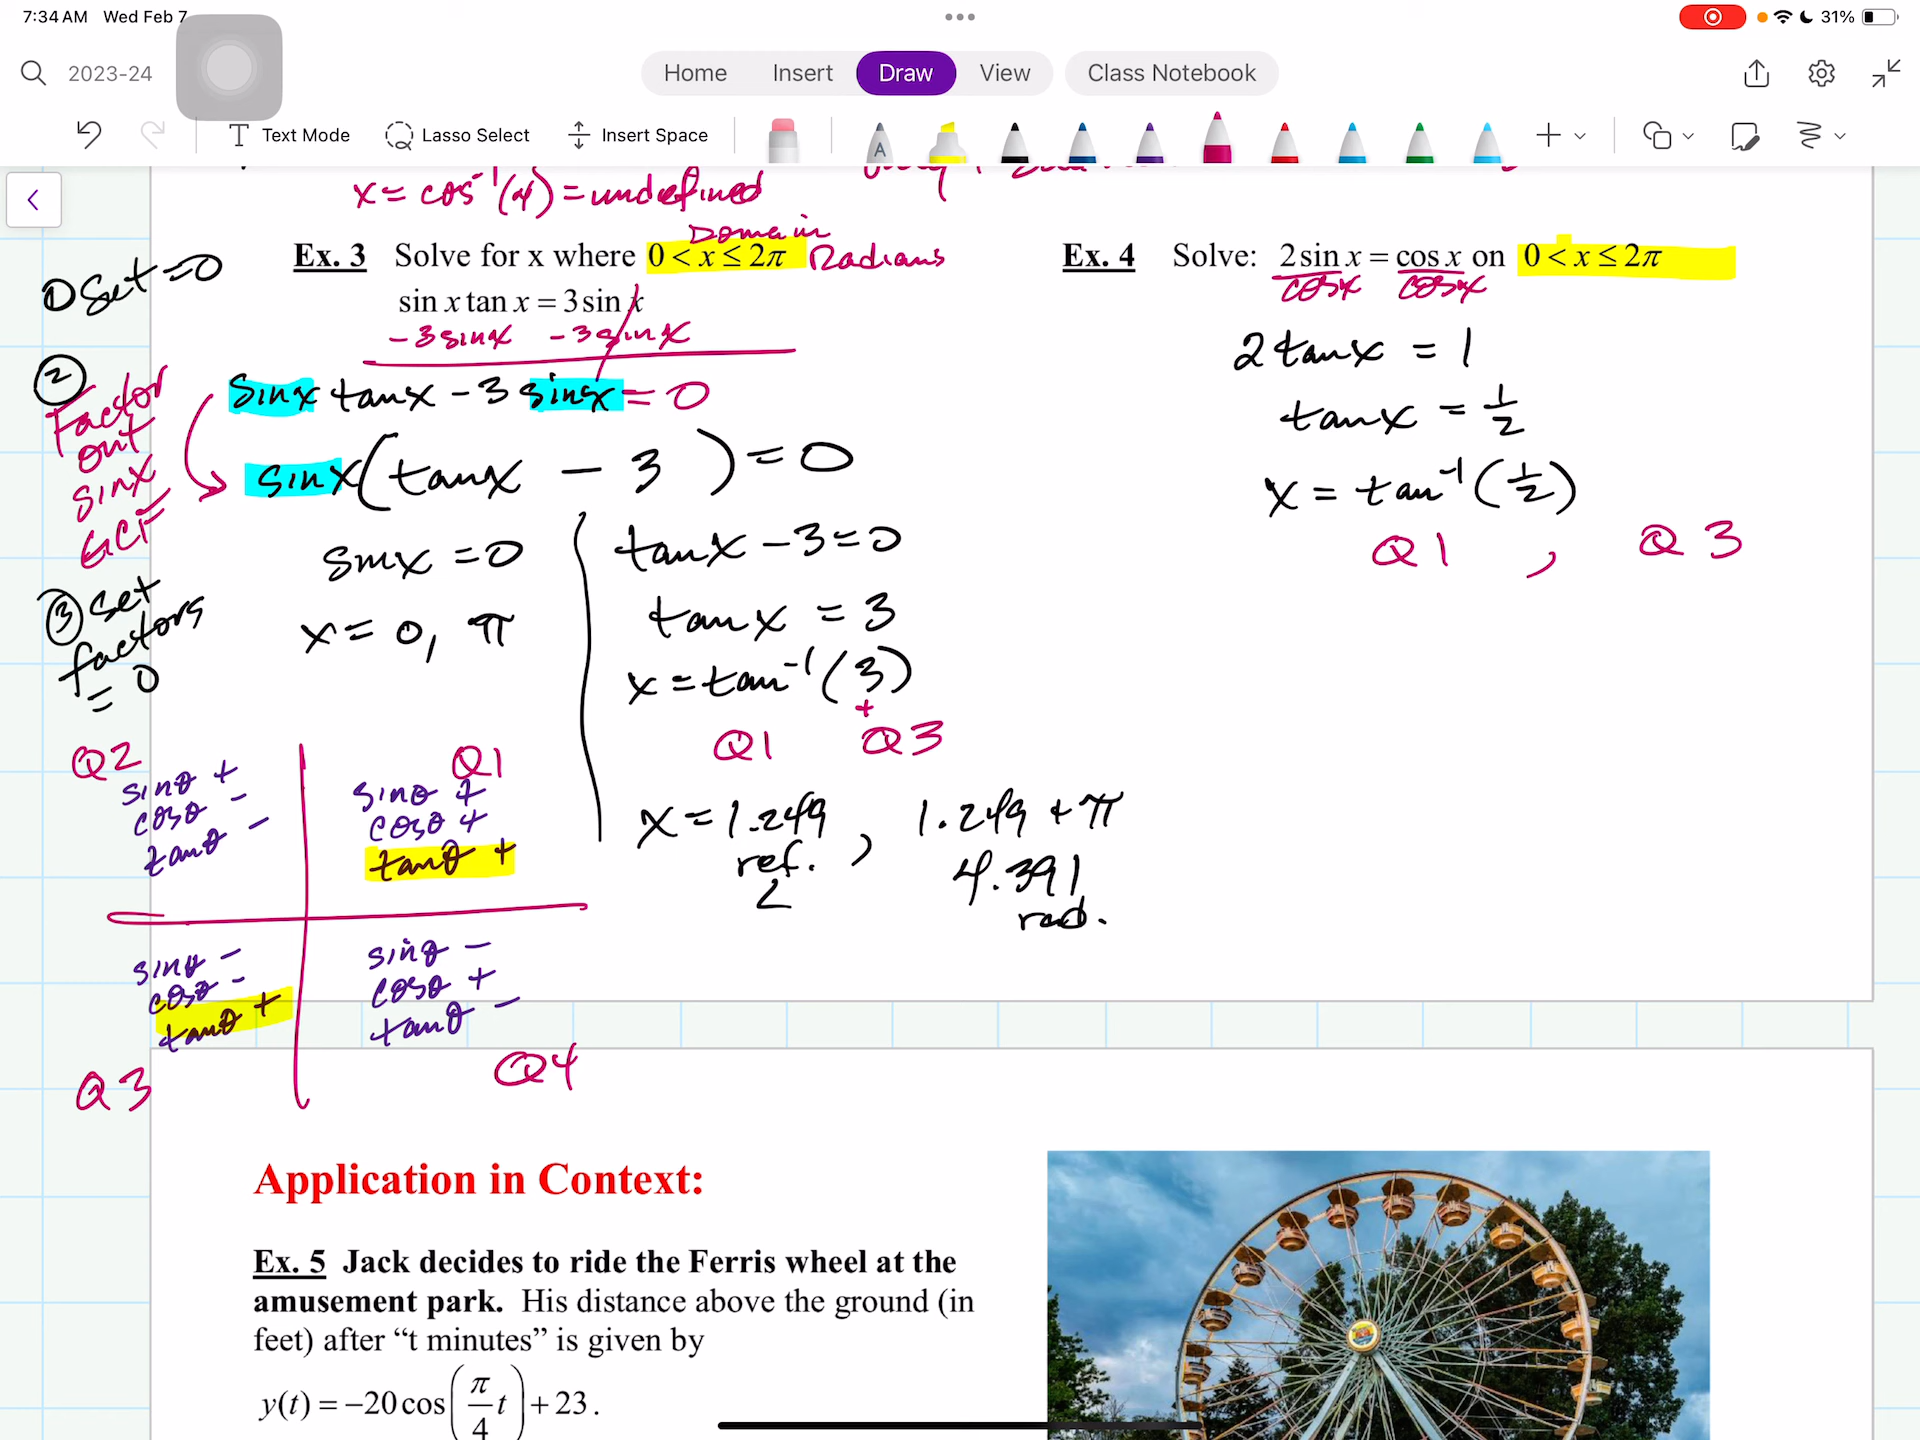 7:34 AM Wed Feb 7
31%
2023-24
Home Insert Draw View Class Notebook
Text Mode Lasso Select Insert Space
A
x = cos⁻¹(4) = undefined
Domain
Ex. 3 Solve for x where 0 < x ≤ 2π Radians
sin x tan x = 3 sin x
-3 sin x -3 sin x
① Set = 0
② Factor out sinx GCF
sinx tanx - 3 sinx = 0
sinx(tanx - 3) = 0
③ Set factors = 0
sinx = 0
x = 0, π
tanx - 3 = 0
tanx = 3
x = tan⁻¹(3)
+
Q1 Q3
x = 1.249, 1.249 + π
ref. ∠
4.391
rad.
Q2
sinθ +
cosθ -
tanθ -
Q1
sinθ +
cosθ +
tanθ +
sinθ -
cosθ -
tanθ +
Q3
sinθ -
cosθ +
tanθ -
Q4
Ex. 4 Solve: 2 sin x = cos x on 0 < x ≤ 2π
cosx cosx
2 tanx = 1
tanx = 1/2
x = tan⁻¹(1/2)
Q1 , Q3
Application in Context:
Ex. 5 Jack decides to ride the Ferris wheel at the
amusement park. His distance above the ground (in
feet) after “t minutes” is given by
y(t) = −20 cos(π/4 t) + 23.